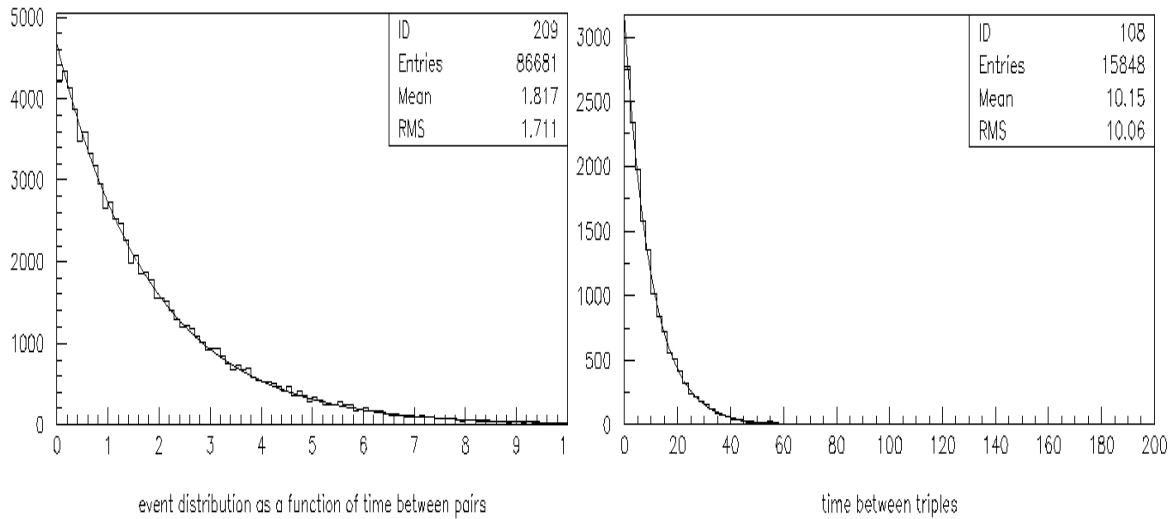 5000
4000
3000
2000
1000
0
0 1 2 3 4 5 6 7 8 9 1
ID 209
Entries 86681
Mean 1.817
RMS 1.711
event distribution as a function of time between pairs
3000
2500
2000
1500
1000
500
0
0 20 40 60 80 100 120 140 160 180 200
ID 108
Entries 15848
Mean 10.15
RMS 10.06
time between triples